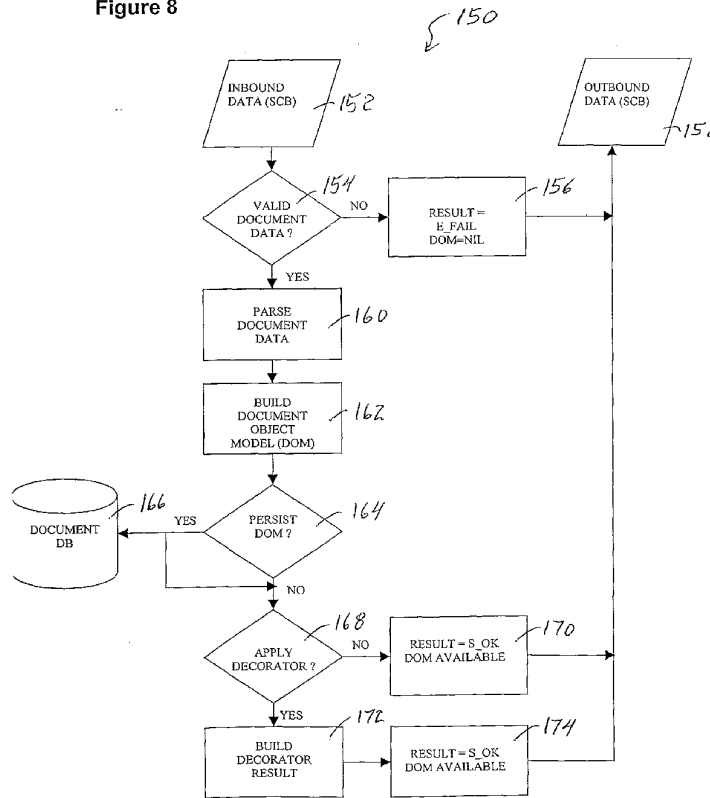 Figure 8
150
INBOUND
DATA (SCB)
152
OUTBOUND
DATA (SCB)
VALID
DOCUMENT
DATA ?
154
NO
RESULT =
E_FAIL
DOM=NIL
156
YES
PARSE
DOCUMENT
DATA
160
BUILD
DOCUMENT
OBJECT
MODEL (DOM)
162
DOCUMENT
DB
166
YES
PERSIST
DOM ?
164
NO
APPLY
DECORATOR ?
168
NO
RESULT = S_OK
DOM AVAILABLE
170
YES
BUILD
DECORATOR
RESULT
172
RESULT = S_OK
DOM AVAILABLE
174